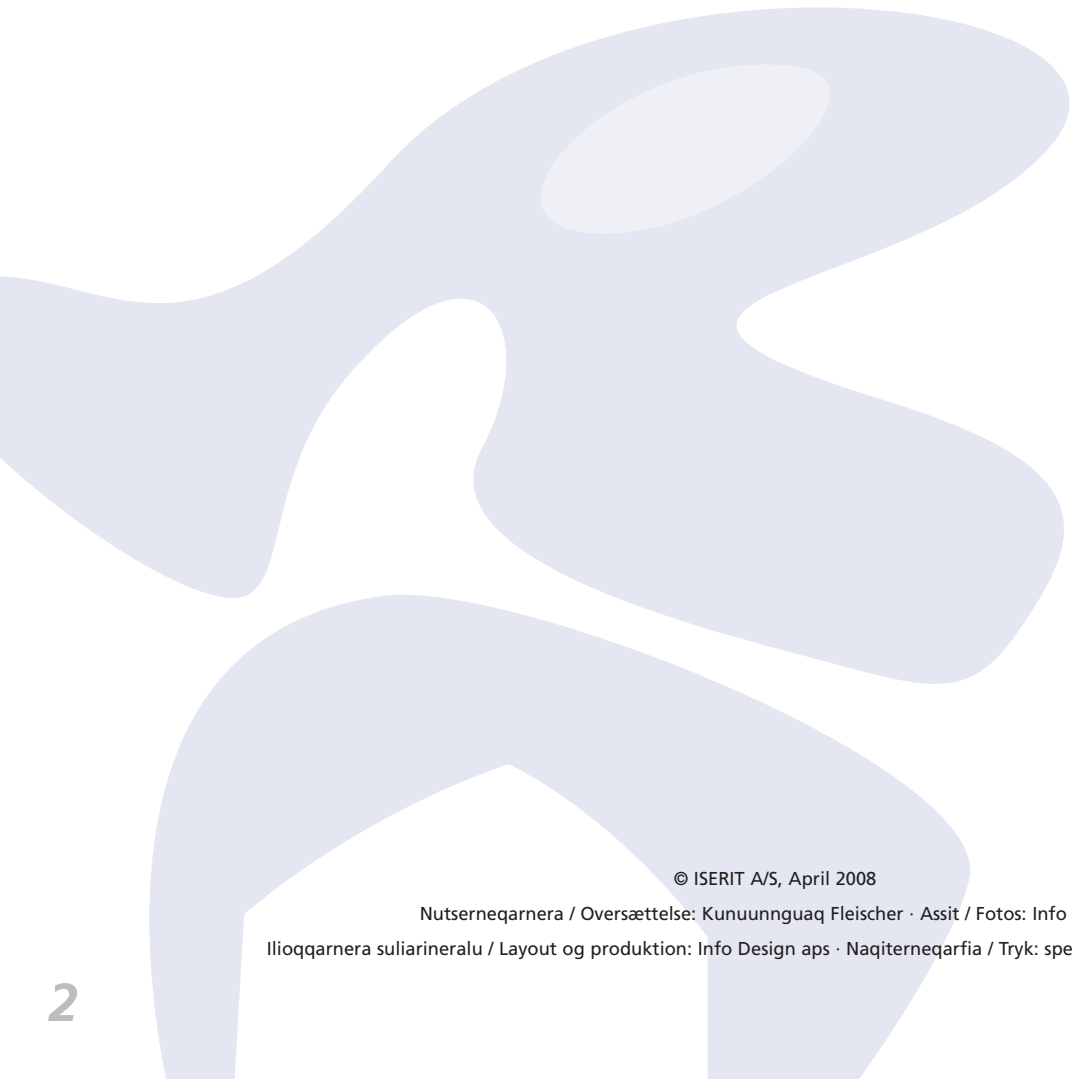 © ISERIT A/S, April 2008
Nutserneqarnera / Oversættelse: Kunuunnguaq Fleischer · Assit / Fotos: Info
Ilioqqarnera suliarineralu / Layout og produktion: Info Design aps · Naqiterneqarfia / Tryk: spe
2